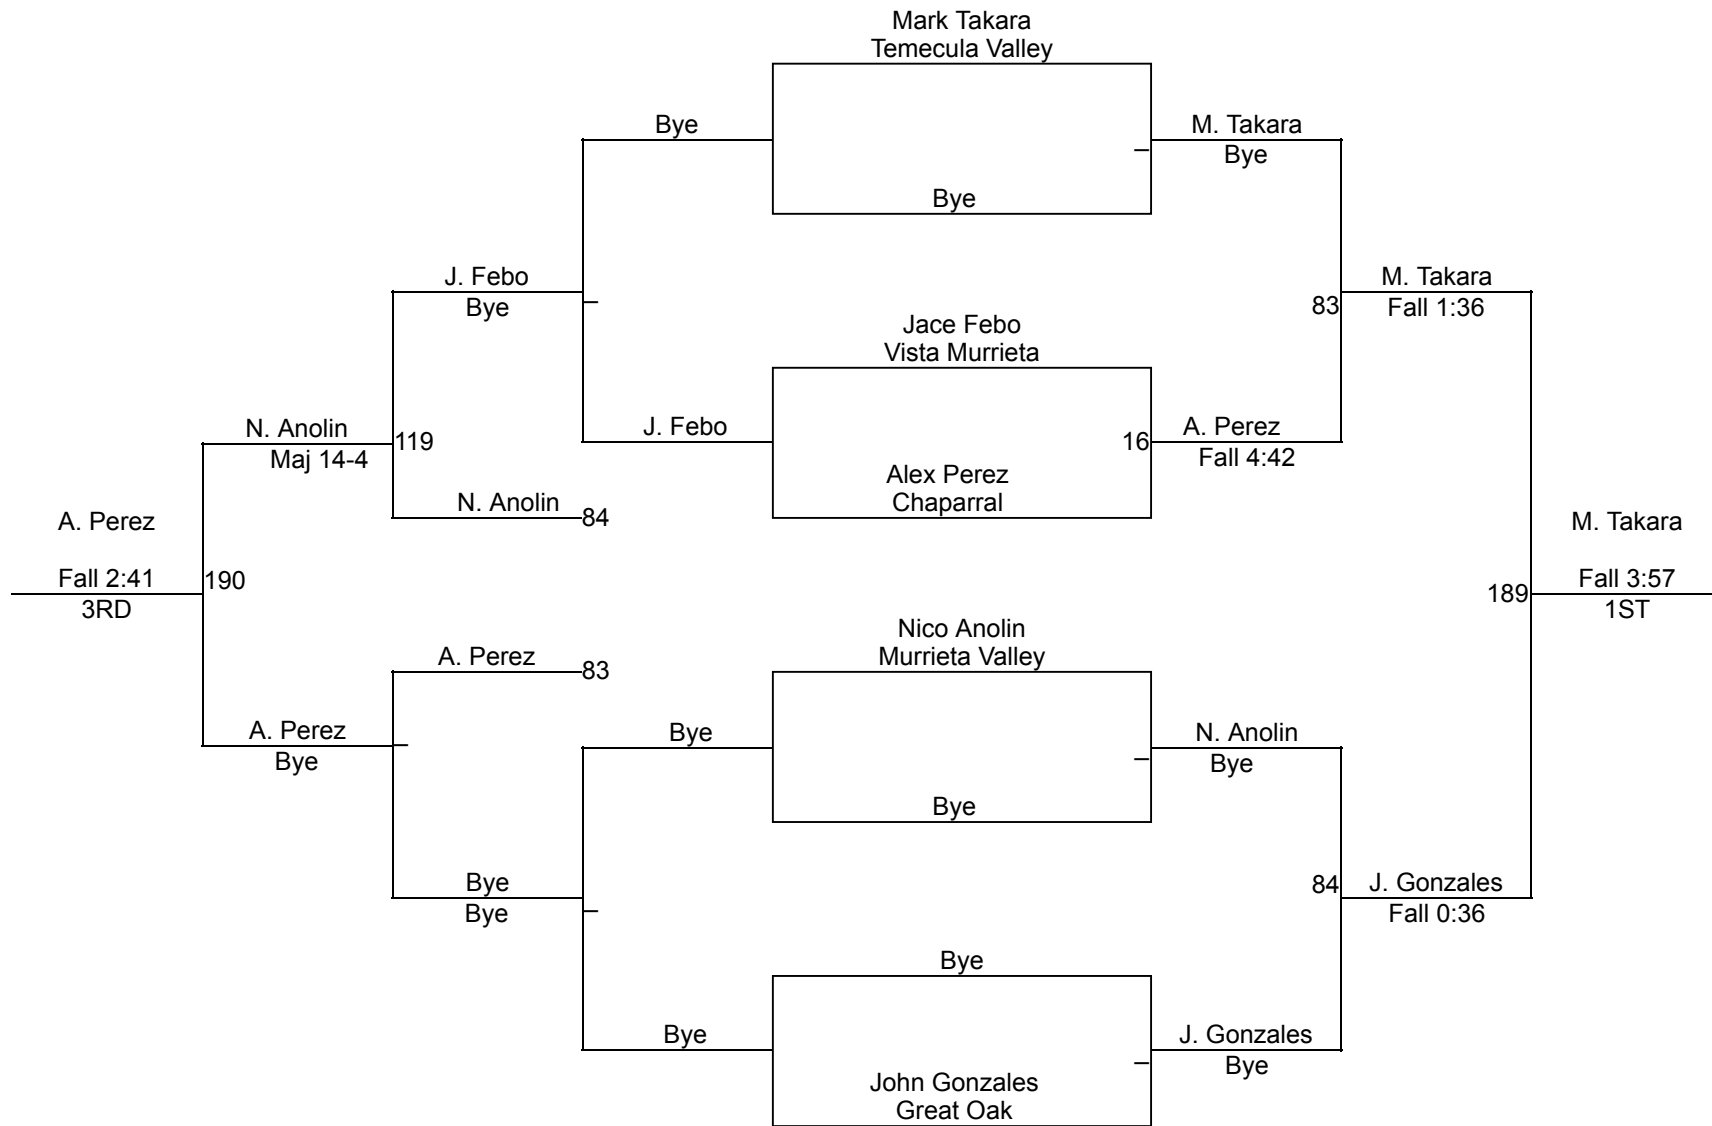 Mark Takara
Temecula Valley
Bye
M. Takara
Bye
Bye
J. Febo
Bye
M. Takara
83
Fall 1:36
Jace Febo
Vista Murrieta
N. Anolin
119
Maj 14-4
J. Febo
16
A. Perez
Fall 4:42
Alex Perez
Chaparral
N. Anolin
84
A. Perez
M. Takara
Fall 2:41
190
3RD
189
Fall 3:57
1ST
Nico Anolin
Murrieta Valley
A. Perez
83
A. Perez
Bye
Bye
N. Anolin
Bye
Bye
Bye
Bye
84
J. Gonzales
Fall 0:36
Bye
Bye
J. Gonzales
Bye
John Gonzales
Great Oak